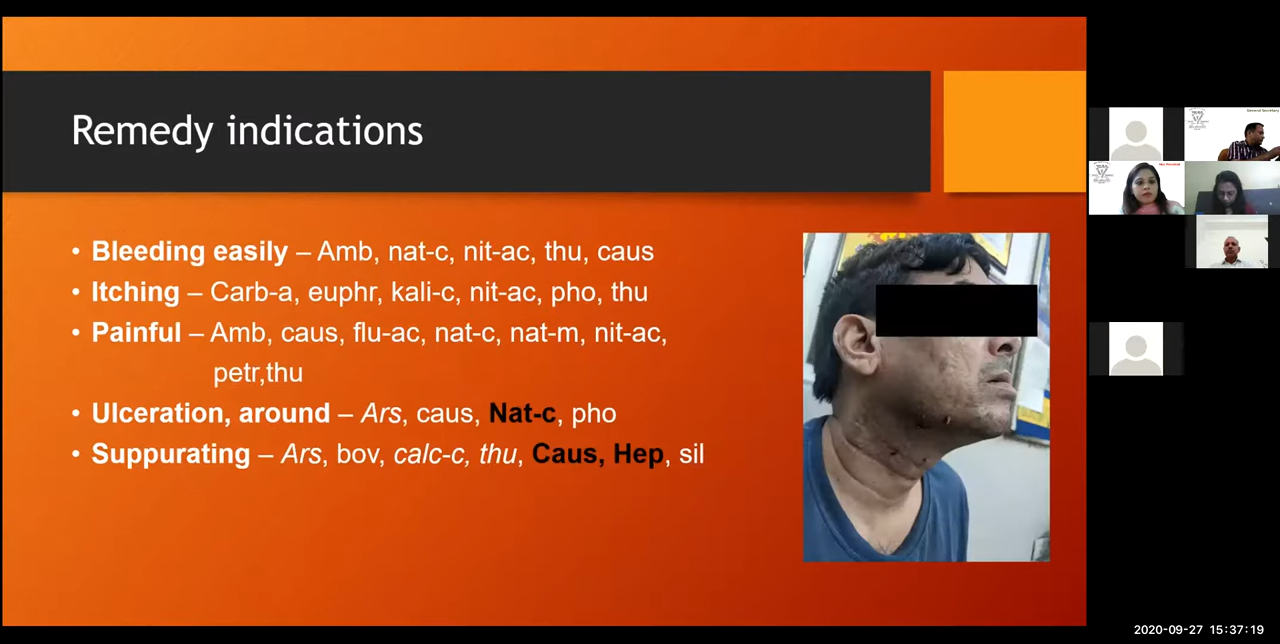 Remedy indications
• Bleeding easily – Amb, nat-c, nit-ac, thu, caus
• Itching – Carb-a, euphr, kali-c, nit-ac, pho, thu
• Painful – Amb, caus, flu-ac, nat-c, nat-m, nit-ac,
petr,thu
• Ulceration, around – Ars, caus, Nat-c, pho
• Suppurating – Ars, bov, calc-c, thu, Caus, Hep, sil
General Secretary
2020-09-27 15:37:19